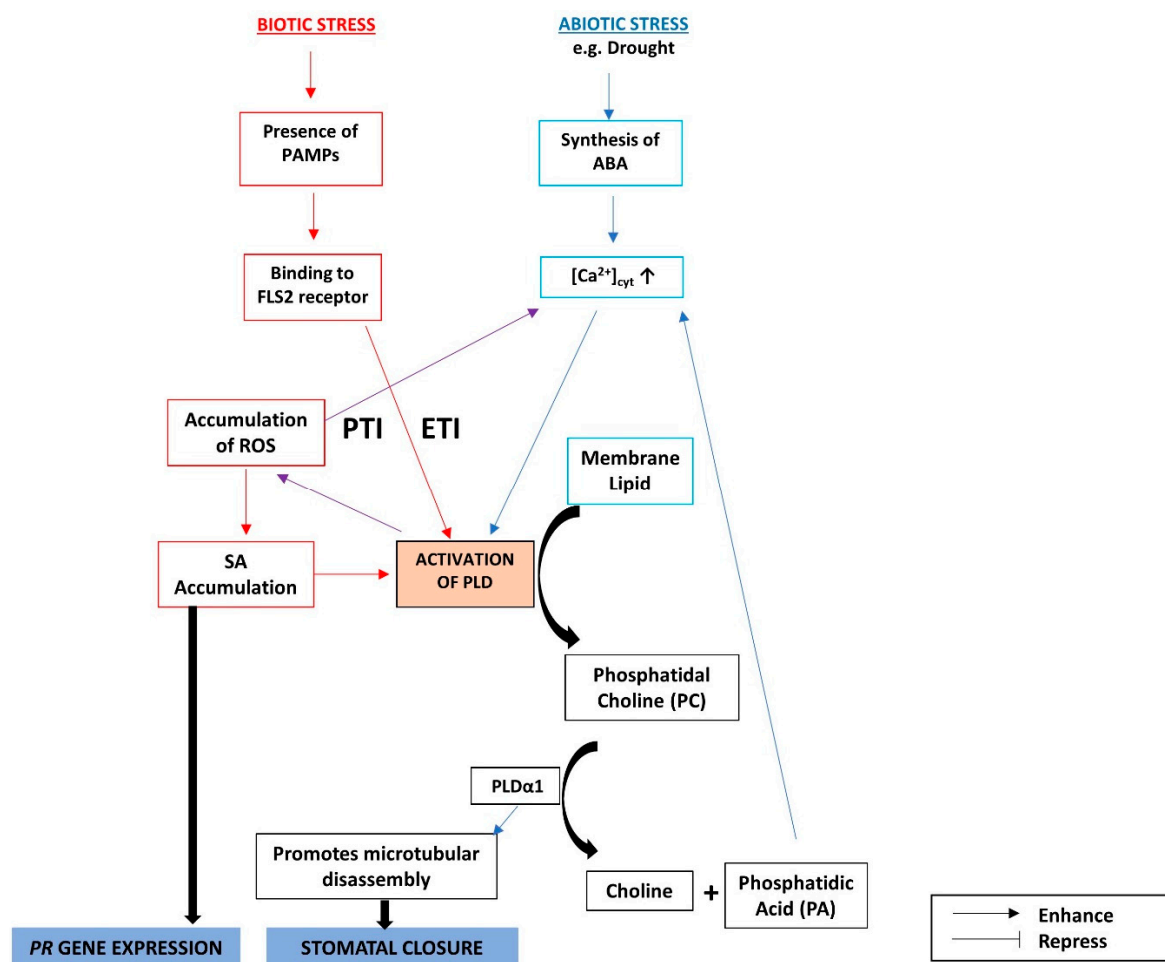 BIOTIC STRESS
ABIOTIC STRESS
e.g. Drought
Presence of
PAMPs
Synthesis of
ABA
Binding to
FLS2 receptor
[Ca²⁺]cyt ↑
Accumulation
of ROS
PTI
ETI
Membrane
Lipid
SA
Accumulation
ACTIVATION
OF PLD
Phosphatidal
Choline (PC)
PLDα1
Promotes microtubular
disassembly
Choline
+
Phosphatidic
Acid (PA)
Enhance
Repress
PR GENE EXPRESSION
STOMATAL CLOSURE